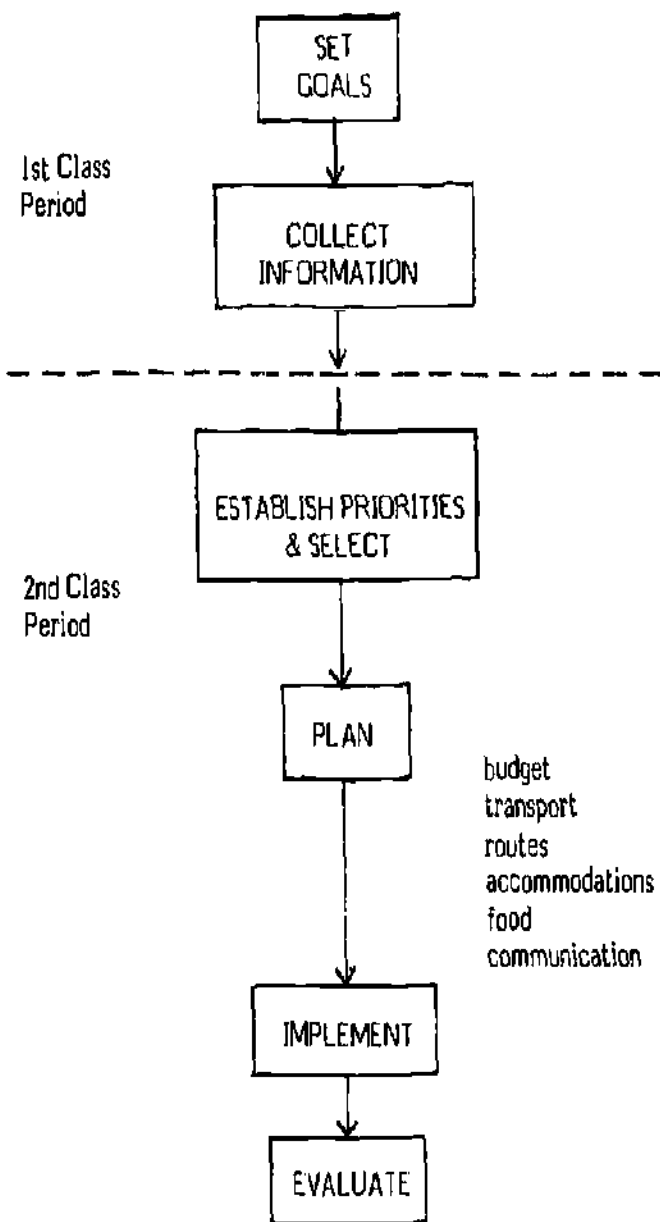 SET
GOALS
1st Class
Period
COLLECT
INFORMATION
ESTABLISH PRIORITIES
& SELECT
2nd Class
Period
PLAN
budget
transport
routes
accommodations
food
communication
IMPLEMENT
EVALUATE